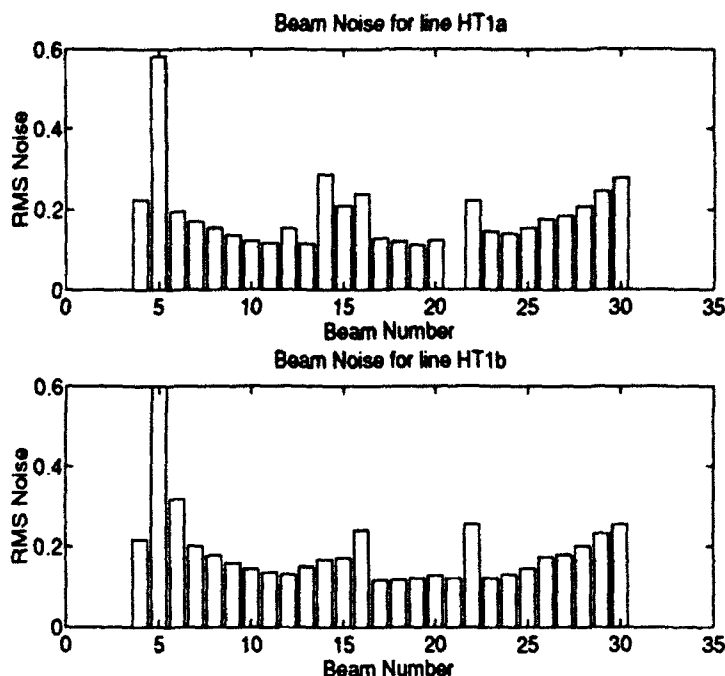 Beam Noise for line HT1a
0.6
0.4
0.2
0
RMS Noise
0 5 10 15 20 25 30 35
Beam Number
Beam Noise for line HT1b
0.6
0.4
0.2
0
RMS Noise
0 5 10 15 20 25 30 35
Beam Number